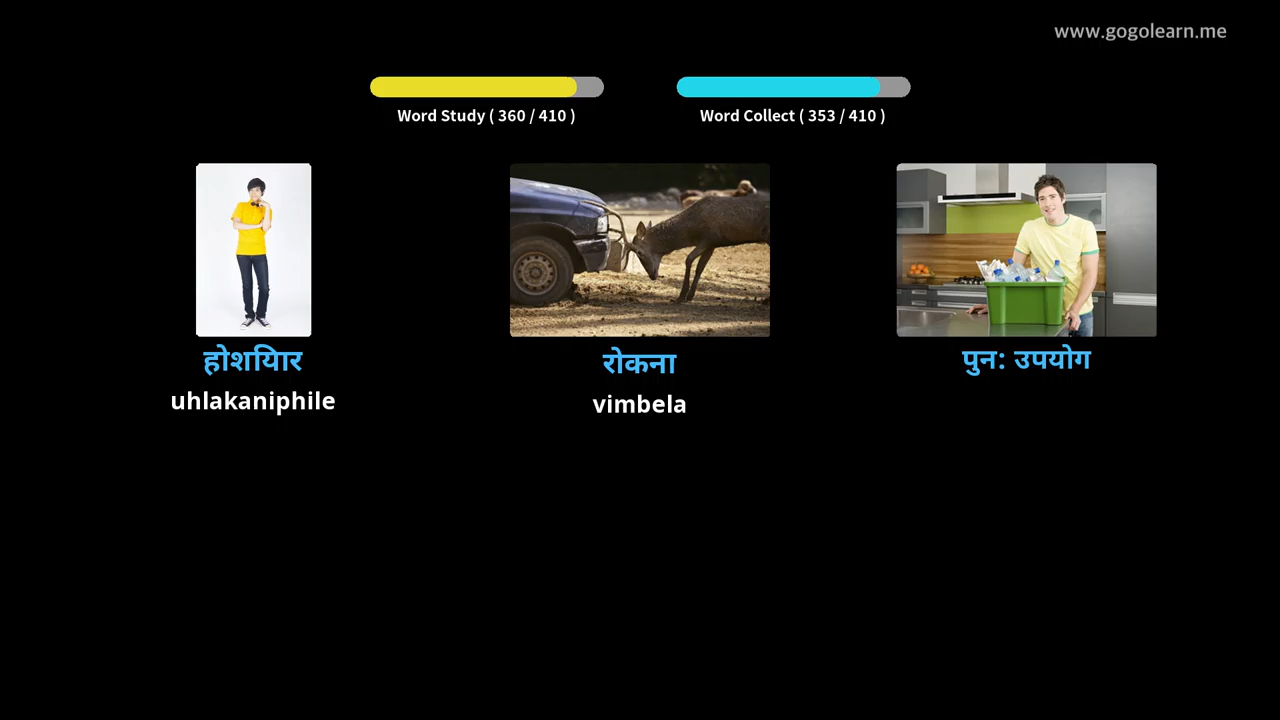 www.gogolearn.me
Word Study ( 360 / 410 )
Word Collect ( 353 / 410 )
होशियार
uhlakaniphile
रोकना
vimbela
पुन: उपयोग